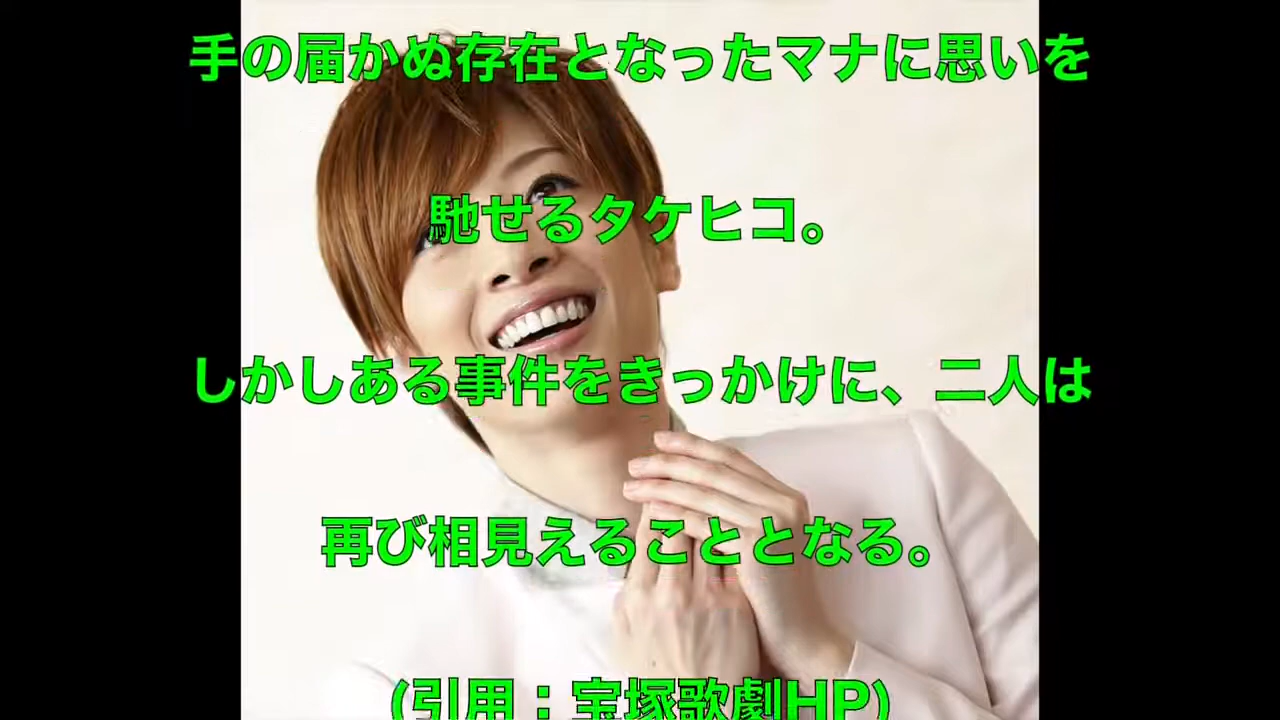 手の届かぬ存在となったマナに思いを
馳せるタケヒコ。
しかしある事件をきっかけに、二人は
再び相見えることとなる。
(引用：宝塚歌劇HP)